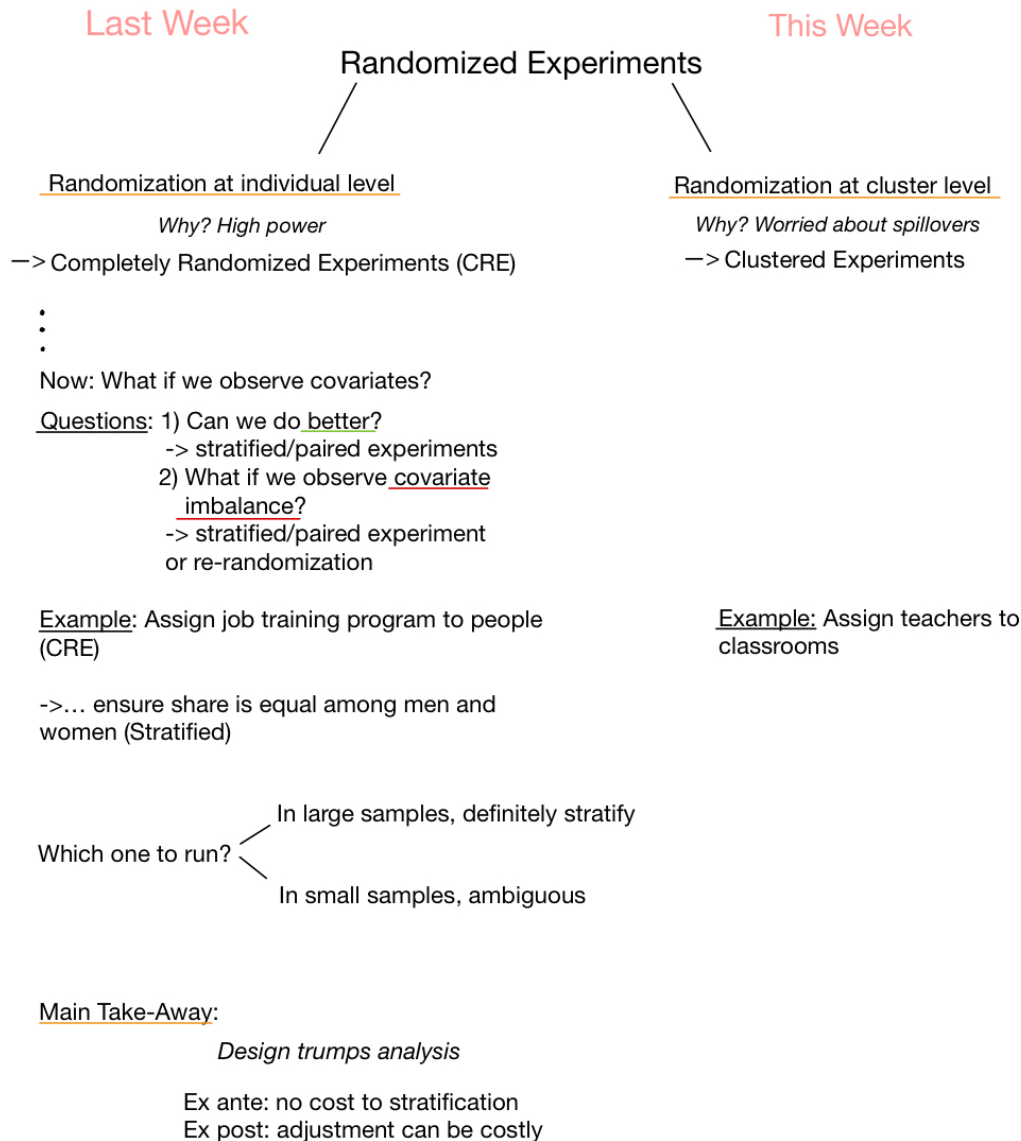 Last Week
This Week
Randomized Experiments
Randomization at individual level
Why? High power
—> Completely Randomized Experiments (CRE)
Randomization at cluster level
Why? Worried about spillovers
—> Clustered Experiments
Now: What if we observe covariates?
Questions: 1) Can we do better?
-> stratified/paired experiments
2) What if we observe covariate
imbalance?
-> stratified/paired experiment
or re-randomization
Example: Assign job training program to people
(CRE)
->… ensure share is equal among men and
women (Stratified)
Example: Assign teachers to
classrooms
Which one to run?
In large samples, definitely stratify
In small samples, ambiguous
Main Take-Away:
Design trumps analysis
Ex ante: no cost to stratification
Ex post: adjustment can be costly